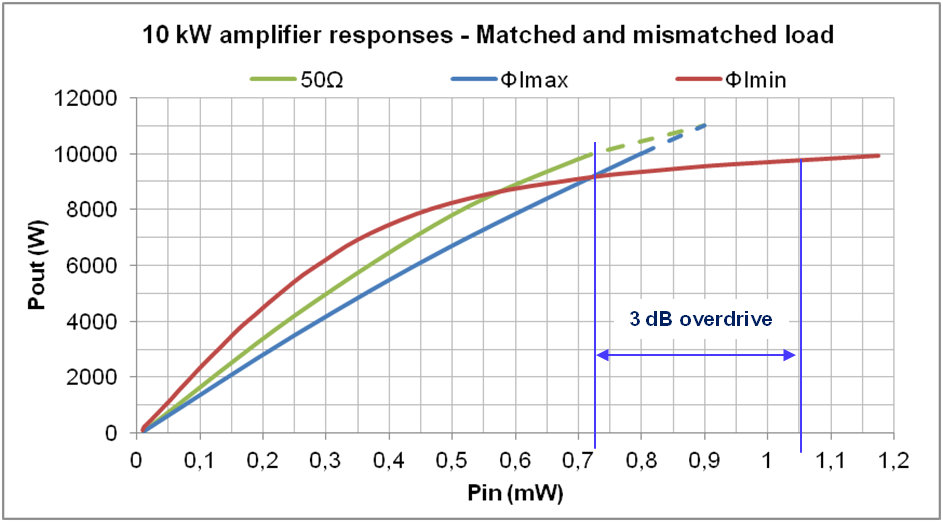 10 kW amplifier responses - Matched and mismatched load
50Ω ΦImax ΦImin
12000
10000
8000
6000
4000
2000
0
Pout (W)
3 dB overdrive
0 0,1 0,2 0,3 0,4 0,5 0,6 0,7 0,8 0,9 1 1,1 1,2
Pin (mW)